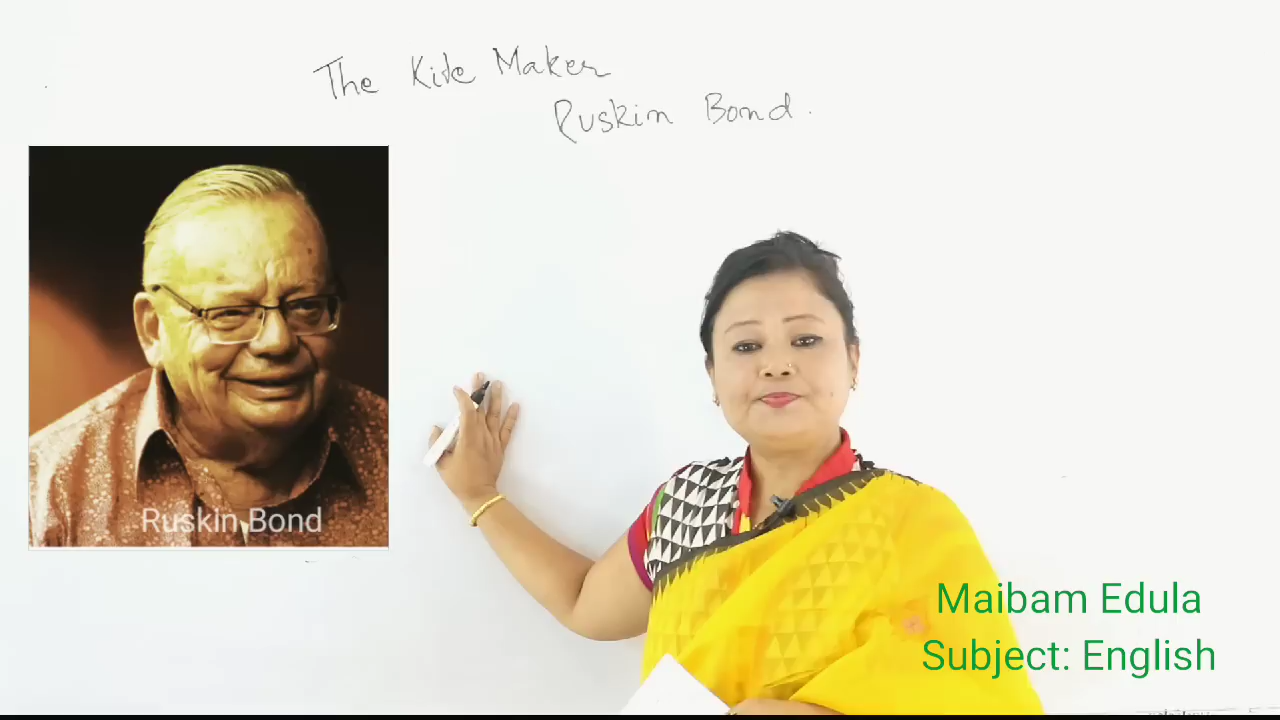 The Kite Maker
Ruskin Bond.
Ruskin Bond
Maibam Edula
Subject: English